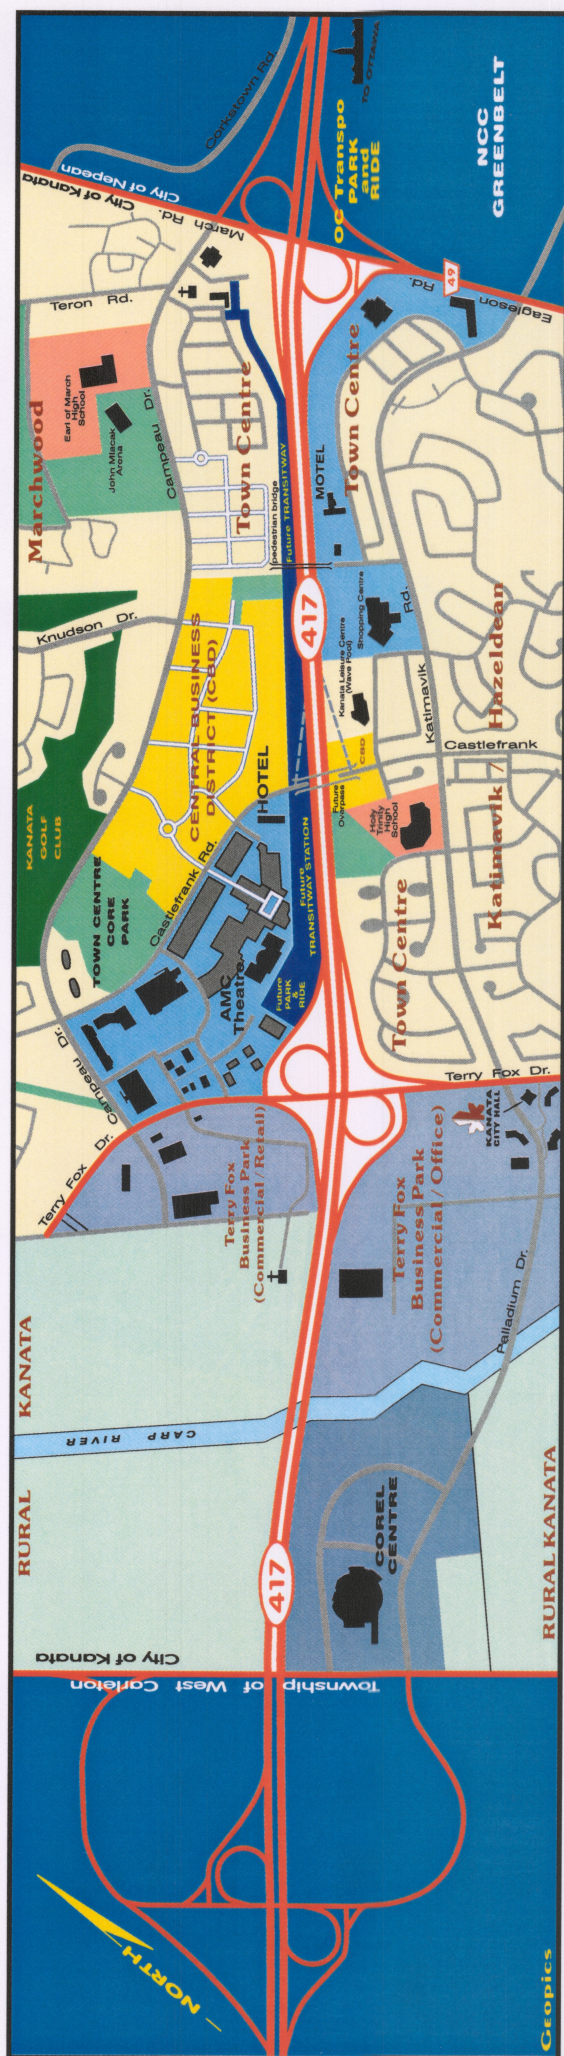 Corkstown Rd.
TO OTTAWA
NCC
GREENBELT
OC Transpo
PARK
and
RIDE
City of Nepean
City of Kanata
March Rd.
49
Eagleson Rd.
Teron Rd.
Marchwood
Earl of March
High
School
John Mlacak
Arena
Campeau Dr.
Town Centre
Town Centre
MOTEL
pedestrian bridge
Future TRANSITWAY
417
Knudson Dr.
CENTRAL BUSINESS
DISTRICT (CBD)
Kanata Leisure Centre
(Wave Pool)
Shopping Centre
Katimavik Rd.
Katimavik / Hazeldean
Castlefrank
CBD
Future
Overpass
Holy
Trinity
High
School
KANATA
GOLF
CLUB
HOTEL
TOWN CENTRE
CORE
PARK
Castlefrank Rd.
AMC
Theatre
Future
TRANSITWAY STATION
Future
PARK
&
RIDE
Town Centre
Campeau Dr.
Terry Fox Dr.
Terry Fox Dr.
KANATA
CITY HALL
Terry Fox
Business Park
(Commercial / Retail)
Terry Fox
Business Park
(Commercial / Office)
Palladium Dr.
RURAL KANATA
CARP RIVER
COREL
CENTRE
RURAL KANATA
417
City of Kanata
Township of West Carleton
NORTH
GEOPICS